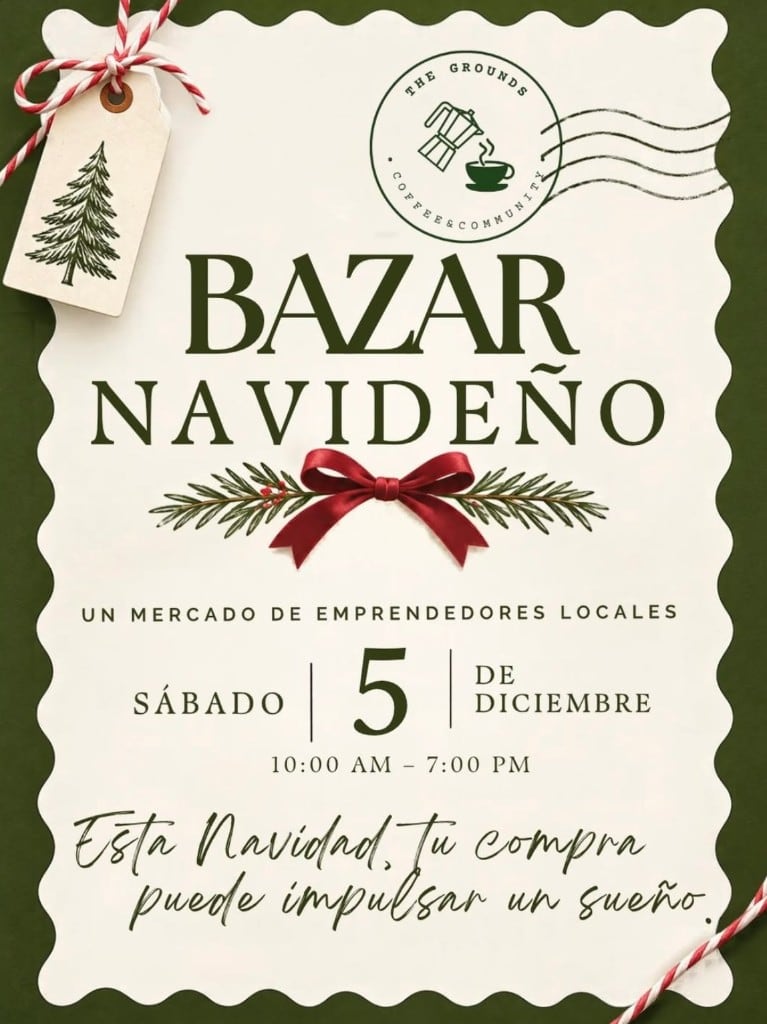 THE GROUNDS
• COFFEE&COMMUNITY •
BAZAR
NAVIDEÑO
UN MERCADO DE EMPRENDEDORES LOCALES
SÁBADO
5
DE
DICIEMBRE
10:00 AM – 7:00 PM
Esta Navidad, tu compra
puede impulsar un sueño.